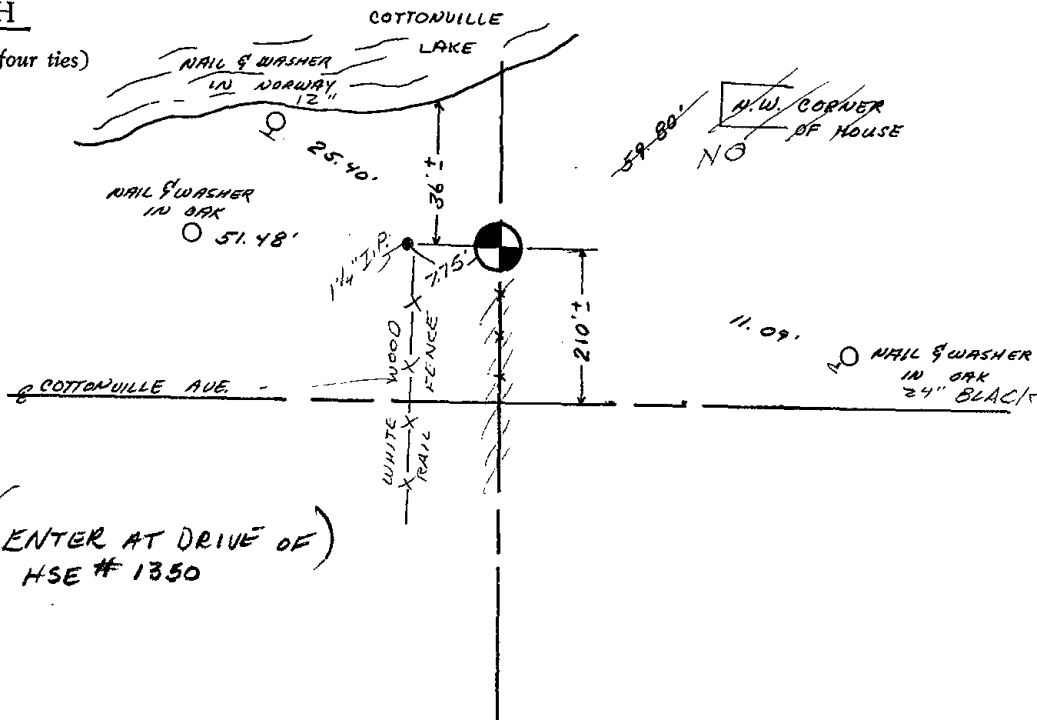 H
four ties)
COTTONVILLE
LAKE
NAIL & WASHER
IN NORWAY
12"
25.40'
36'±
59.80'
N.W. CORNER
OF HOUSE
NO
NAIL & WASHER
IN OAK
51.48'
1¼" I.P.
7.75'
210'±
11.09'
NAIL & WASHER
IN OAK
24" BLACK
WOOD
FENCE
WHITE
RAIL
℄ COTTONVILLE AVE.
(ENTER AT DRIVE OF)
HSE # 1350